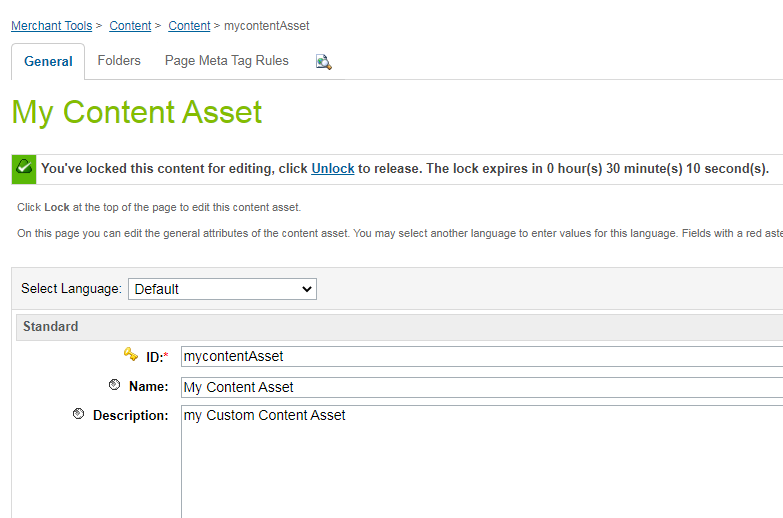 Merchant Tools > Content > Content > mycontentAsset
General Folders Page Meta Tag Rules
My Content Asset
You've locked this content for editing, click Unlock to release. The lock expires in 0 hour(s) 30 minute(s) 10 second(s).
Click Lock at the top of the page to edit this content asset.
On this page you can edit the general attributes of the content asset. You may select another language to enter values for this language. Fields with a red
Select Language: Default
Standard
ID:* mycontentAsset
Name: My Content Asset
Description: my Custom Content Asset